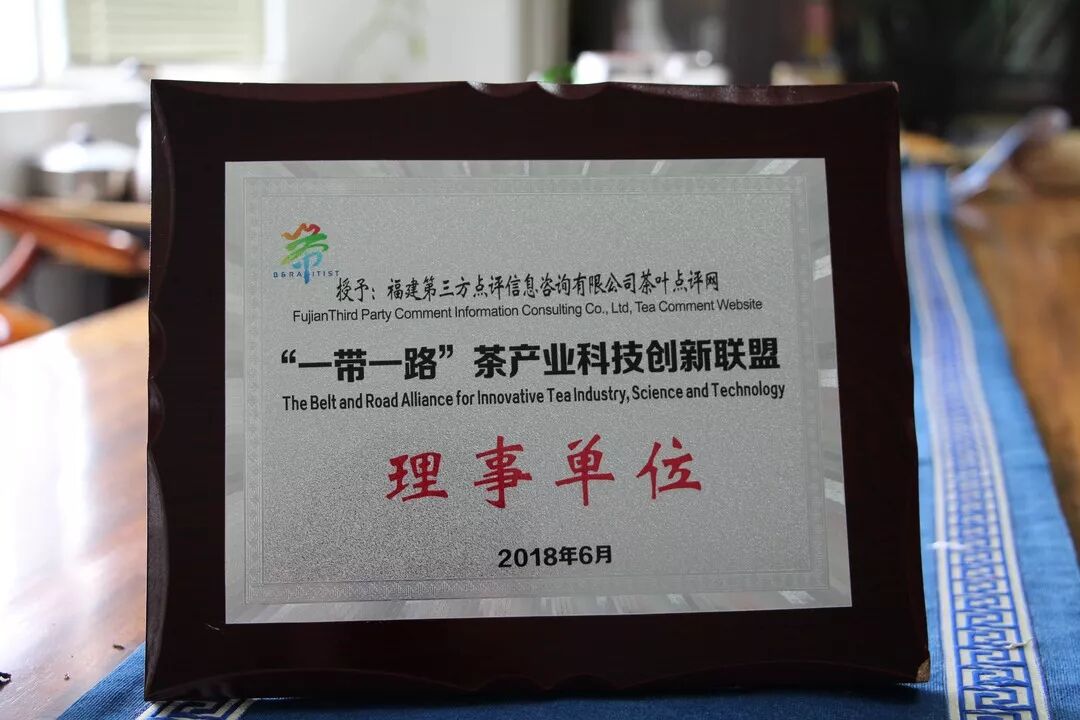 B&RAIITIST
授予：福建第三方点评信息咨询有限公司茶叶点评网
FujianThird Party Comment Information Consulting Co., Ltd, Tea Comment Website
“一带一路”茶产业科技创新联盟
The Belt and Road Alliance for Innovative Tea Industry, Science and Technology
理事单位
2018年6月